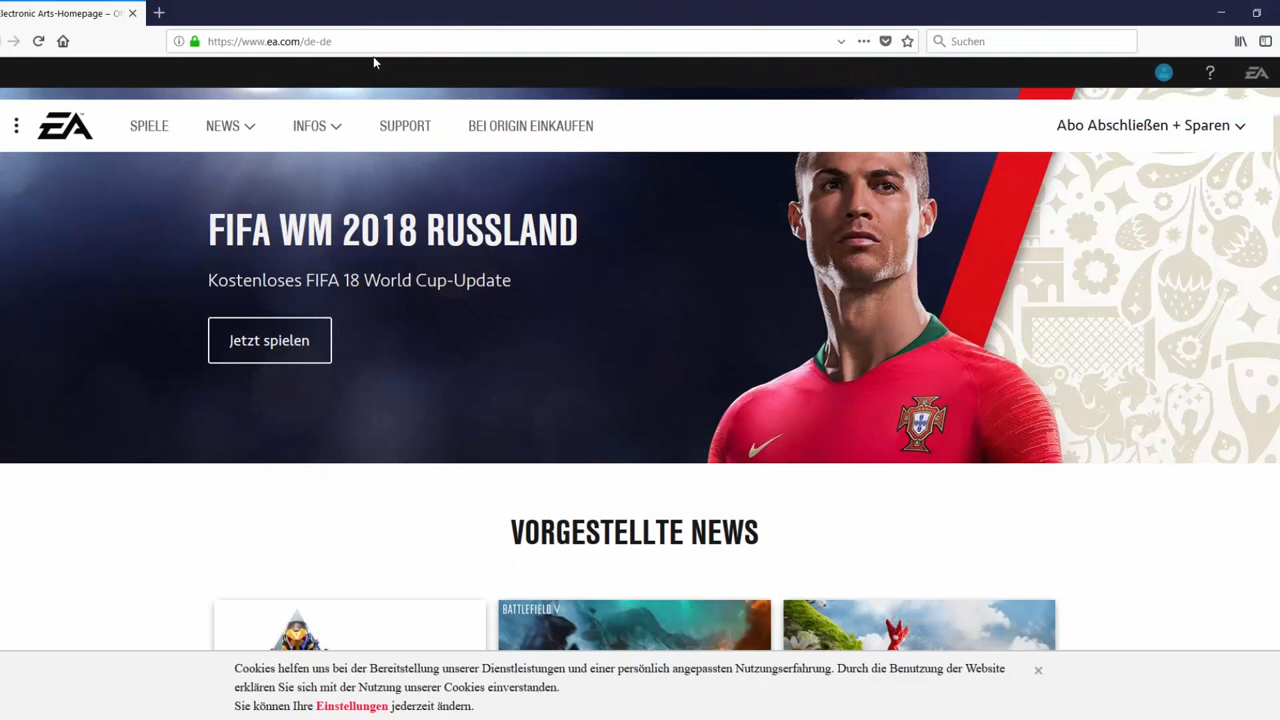 Electronic Arts-Homepage –
https://www.ea.com/de-de
Suchen
EA
EA
SPIELE
NEWS
INFOS
SUPPORT
BEI ORIGIN EINKAUFEN
Abo Abschließen + Sparen
FIFA WM 2018 RUSSLAND
Kostenloses FIFA 18 World Cup-Update
Jetzt spielen
VORGESTELLTE NEWS
BATTLEFIELD V
Cookies helfen uns bei der Bereitstellung unserer Dienstleistungen und einer persönlich angepassten Nutzungserfahrung. Durch die Benutzung der Website
erklären Sie sich mit der Nutzung unserer Cookies einverstanden.
Sie können Ihre Einstellungen jederzeit ändern.